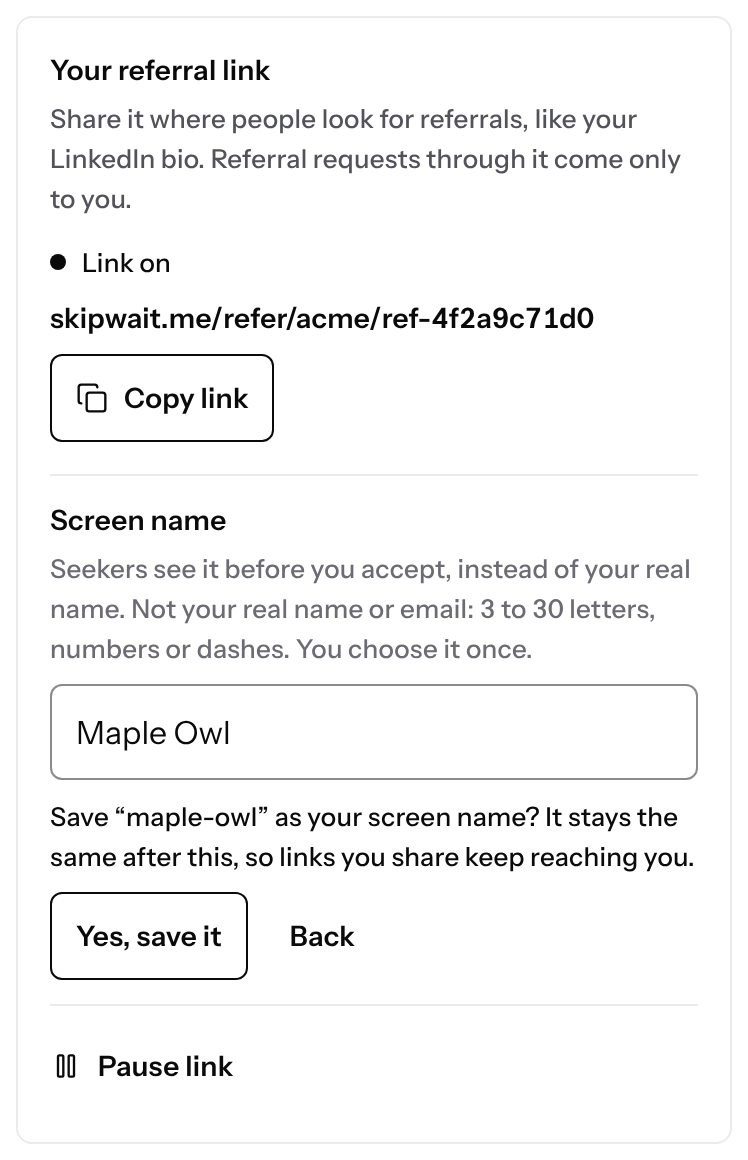 Your referral link
Share it where people look for referrals, like your
LinkedIn bio. Referral requests through it come only
to you.
Link on
skipwait.me/refer/acme/ref-4f2a9c71d0
Copy link
Screen name
Seekers see it before you accept, instead of your real
name. Not your real name or email: 3 to 30 letters,
numbers or dashes. You choose it once.
Maple Owl
Save “maple-owl” as your screen name? It stays the
same after this, so links you share keep reaching you.
Yes, save it
Back
Pause link